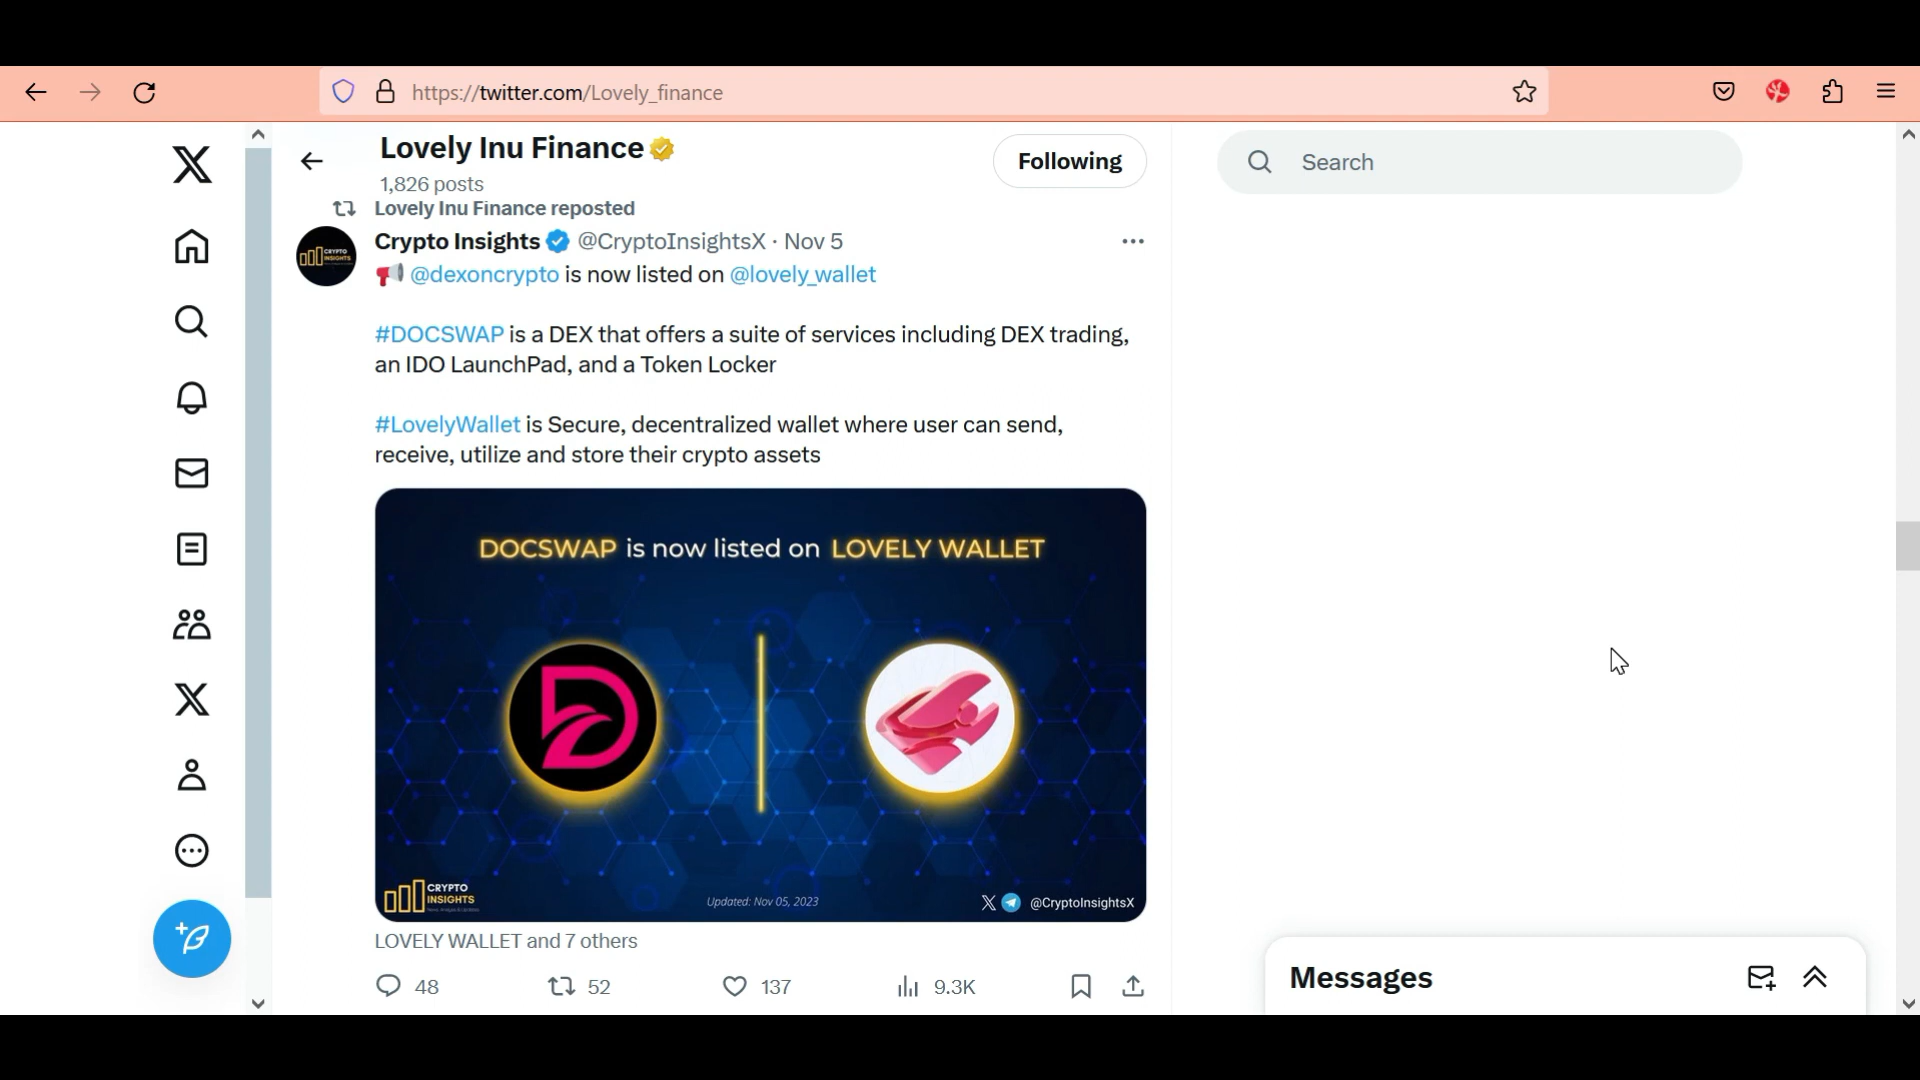 https://twitter.com/Lovely_finance
Lovely Inu Finance
1,826 posts
Following
Search
Lovely Inu Finance reposted
Crypto Insights @CryptoInsightsX · Nov 5
@dexoncrypto is now listed on @lovely_wallet
#DOCSWAP is a DEX that offers a suite of services including DEX trading,
an IDO LaunchPad, and a Token Locker
#LovelyWallet is Secure, decentralized wallet where user can send,
receive, utilize and store their crypto assets
DOCSWAP is now listed on LOVELY WALLET
CRYPTO
INSIGHTS
Updated: Nov 05, 2023
@CryptoInsightsX
LOVELY WALLET and 7 others
48 52 137 9.3K
Messages